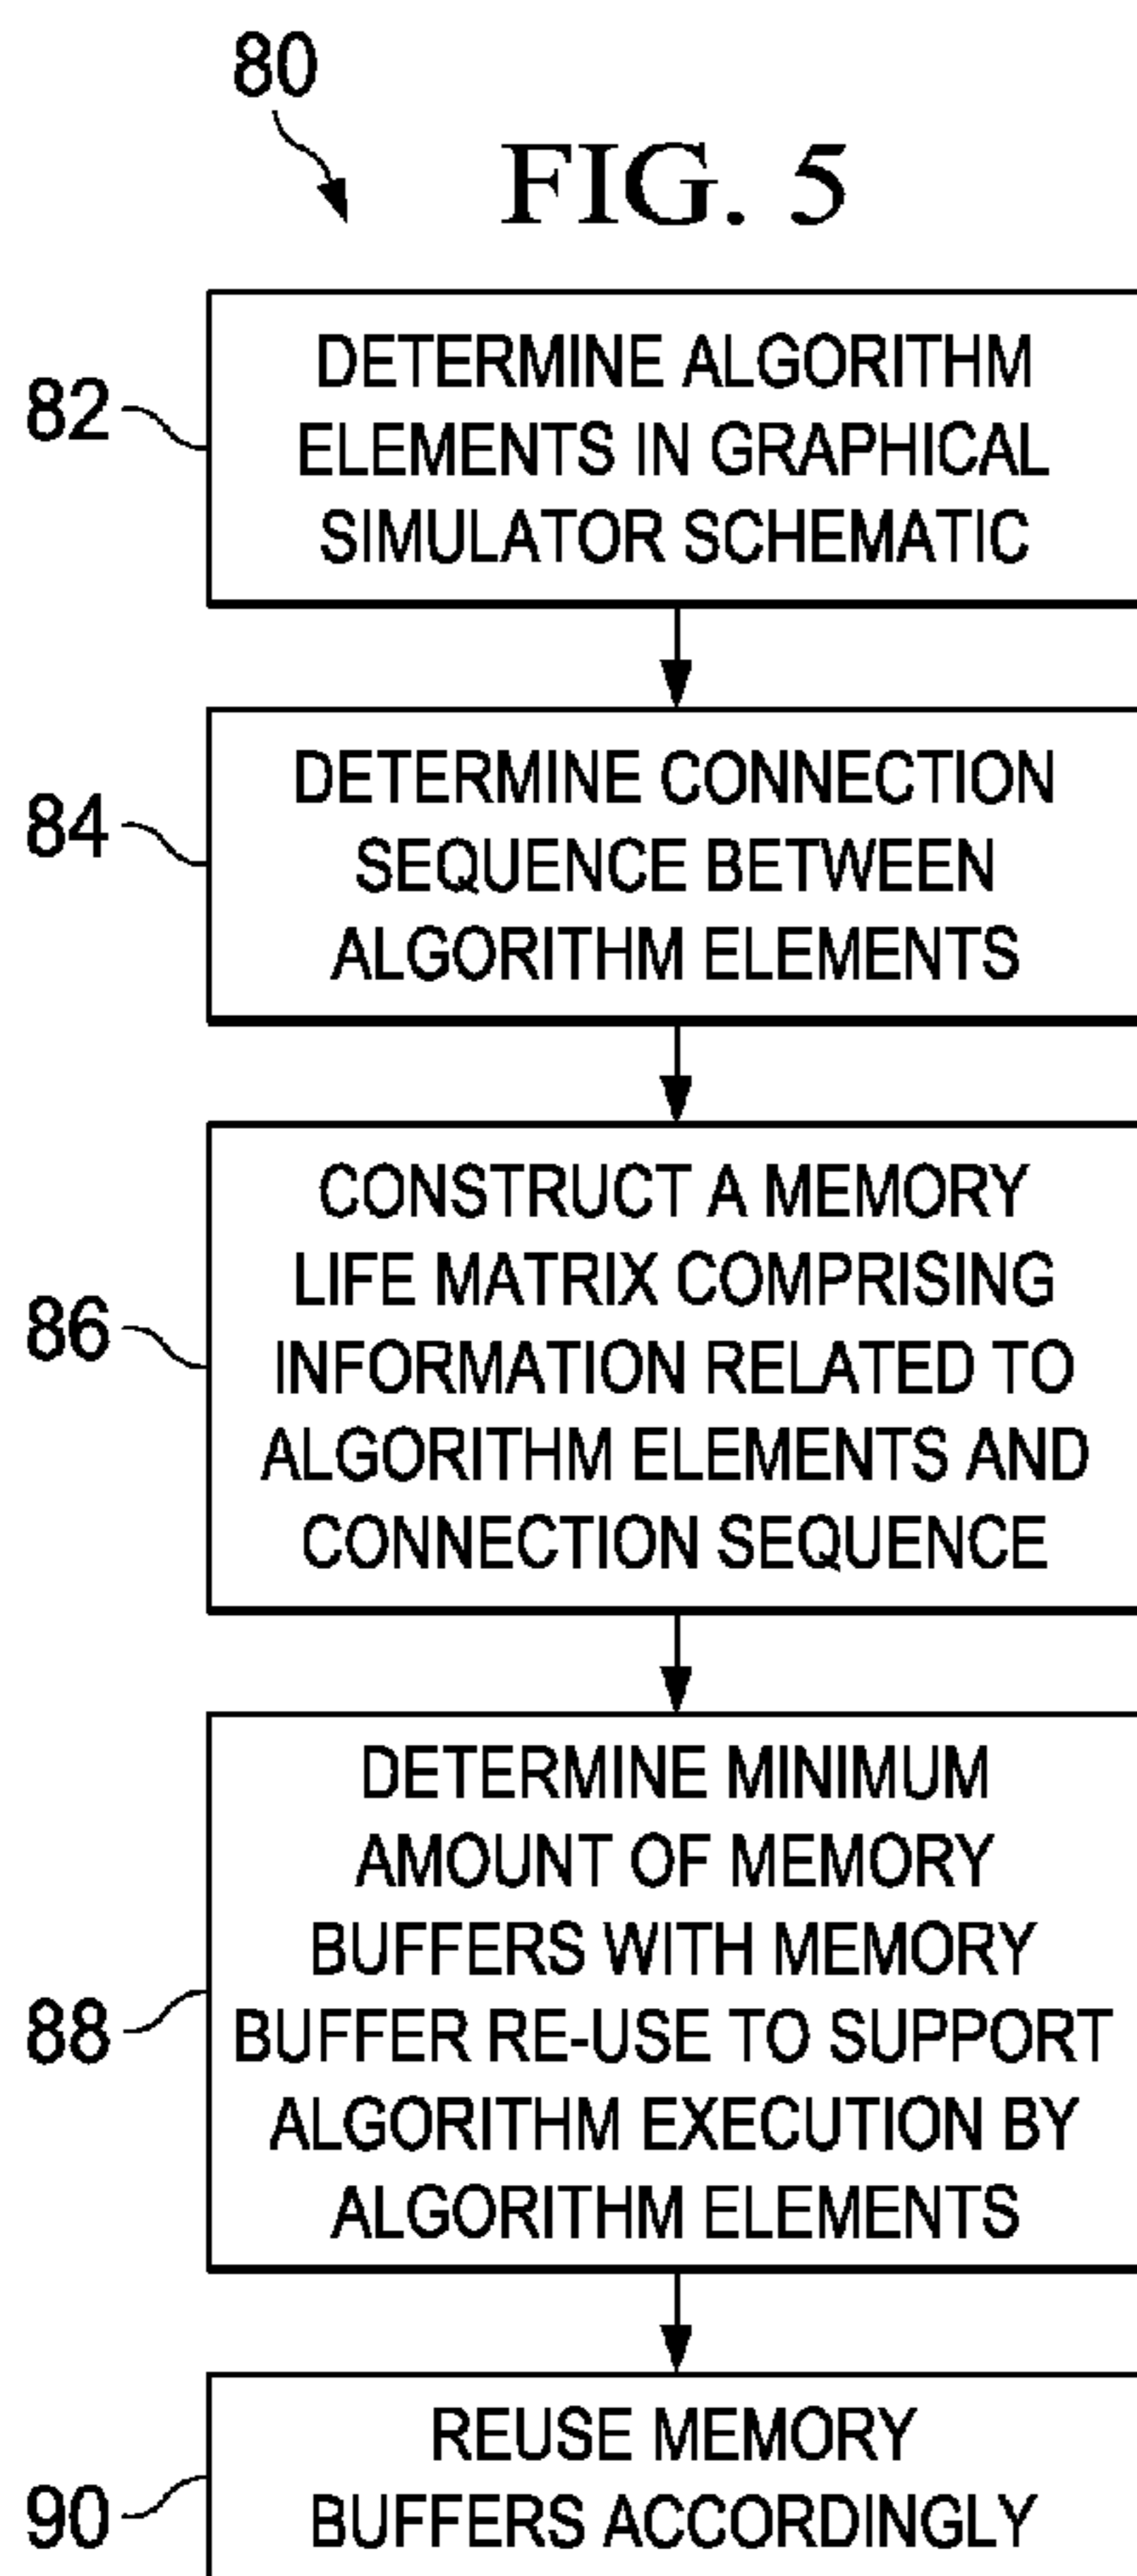 80
FIG. 5
82
DETERMINE ALGORITHM
ELEMENTS IN GRAPHICAL
SIMULATOR SCHEMATIC
84
DETERMINE CONNECTION
SEQUENCE BETWEEN
ALGORITHM ELEMENTS
86
CONSTRUCT A MEMORY
LIFE MATRIX COMPRISING
INFORMATION RELATED TO
ALGORITHM ELEMENTS AND
CONNECTION SEQUENCE
88
DETERMINE MINIMUM
AMOUNT OF MEMORY
BUFFERS WITH MEMORY
BUFFER RE-USE TO SUPPORT
ALGORITHM EXECUTION BY
ALGORITHM ELEMENTS
90
REUSE MEMORY
BUFFERS ACCORDINGLY